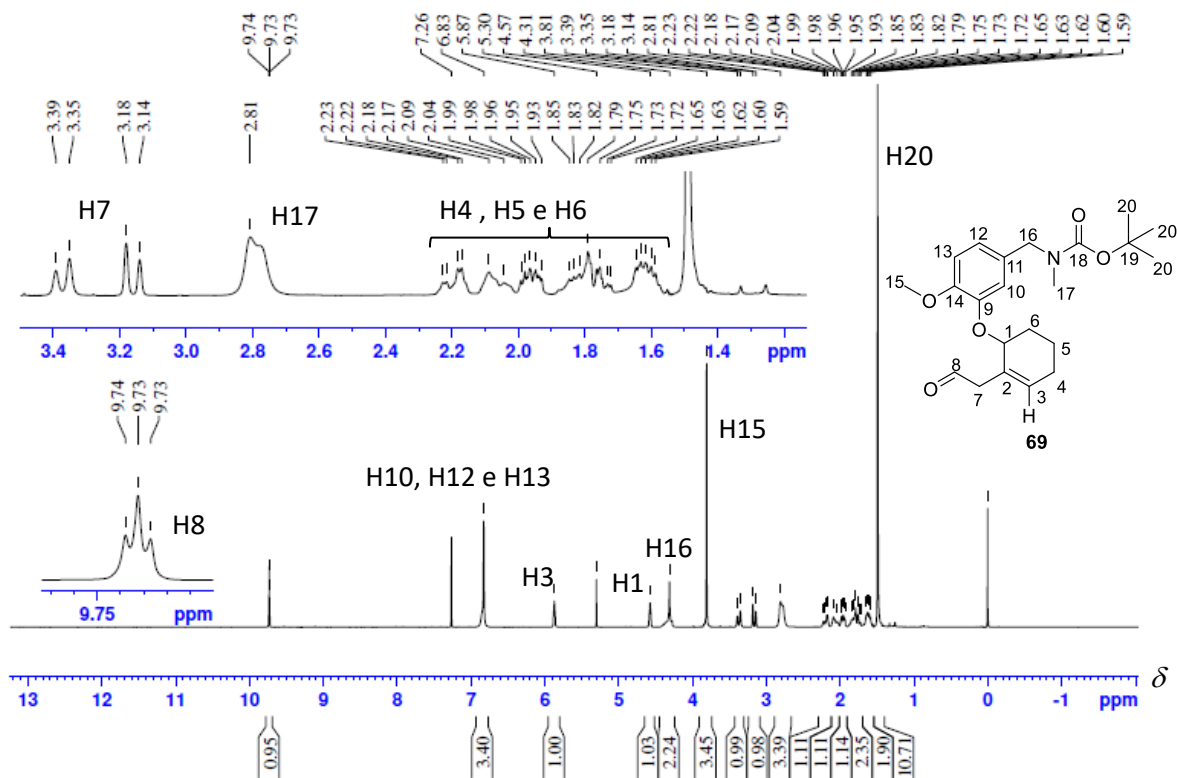 9.74 9.73 9.73 7.26 6.83 5.87 5.30 4.57 4.31 3.81 3.39 3.35 3.18 3.14 2.81 2.23 2.22 2.18 2.17 2.09 2.04 1.99 1.98 1.96 1.95 1.93 1.85 1.83 1.82 1.79 1.75 1.73 1.72 1.65 1.63 1.62 1.60 1.59
3.39 3.35 3.18 3.14 2.81 2.23 2.22 2.18 2.17 2.09 2.04 1.99 1.98 1.96 1.95 1.93 1.85 1.83 1.82 1.79 1.75 1.73 1.72 1.65 1.63 1.62 1.60 1.59
H7 H17 H4 , H5 e H6
3.4 3.2 3.0 2.8 2.6 2.4 2.2 2.0 1.8 1.6 1.4 ppm
H20
20
O 20
16
12
13 N O 19
11 18 20
15
O 14 10 17
9
O 1 6
5
8
O 2 4
7 3
H
69
9.74 9.73 9.73
H8
9.75 ppm
H10, H12 e H13
H3
H1
H16
H15
δ
13 12 11 10 9 8 7 6 5 4 3 2 1 0 -1 ppm
0.95 3.40 1.00 1.03 2.24 3.45 0.99 0.98 3.39 1.11 1.11 1.14 2.35 1.90 10.71